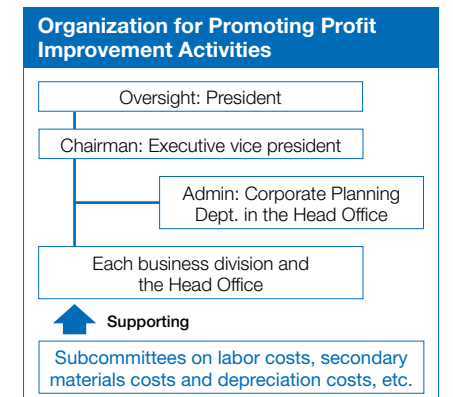 Organization for Promoting Profit
Improvement Activities
Oversight: President
Chairman: Executive vice president
Admin: Corporate Planning
Dept. in the Head Office
Each business division and
the Head Office
Supporting
Subcommittees on labor costs, secondary
materials costs and depreciation costs, etc.